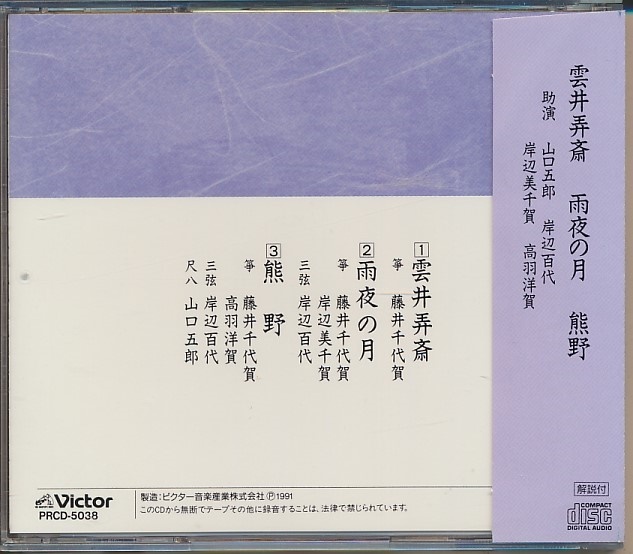 雲井弄斎　雨夜の月　熊野
助演　山口五郎　岸辺百代
岸辺美千賀　高羽洋賀
解説付
COMPACT
disc
DIGITAL AUDIO
1 雲井弄斎
箏　藤井千代賀
2 雨夜の月
箏　藤井千代賀
岸辺美千賀
三弦　岸辺百代
3 熊野
箏　藤井千代賀
高羽洋賀
三弦　岸辺百代
尺八　山口五郎
Victor
PRCD-5038
製造:ビクター音楽産業株式会社 Ⓟ1991
このCDから無断でテープその他に録音することは、法律で禁じられています。